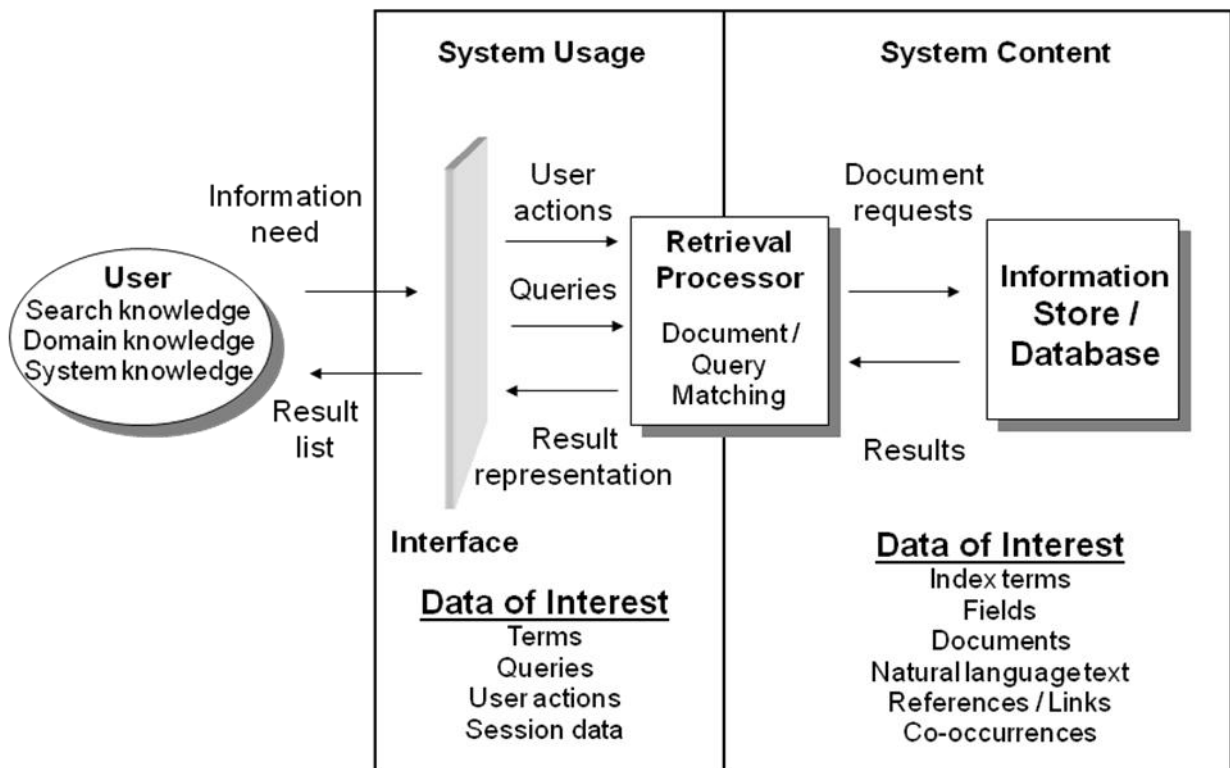 System Usage
System Content
Information
need
User
actions
Document
requests
User
Search knowledge
Domain knowledge
System knowledge
Queries
Retrieval
Processor
Document /
Query
Matching
Information
Store /
Database
Result
list
Result
representation
Results
Interface
Data of Interest
Terms
Queries
User actions
Session data
Data of Interest
Index terms
Fields
Documents
Natural language text
References / Links
Co-occurrences